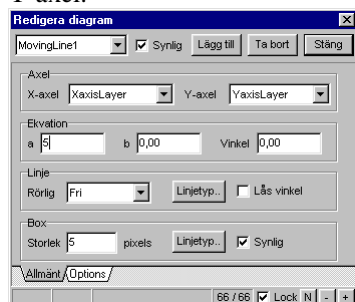 Y-axel.
Redigera diagram
MovingLine1 Synlig Lägg till Ta bort Stäng
Axel
X-axel XaxisLayer Y-axel YaxisLayer
Ekvation
a 5 b 0,00 Vinkel 0,00
Linje
Rörlig Fri Linjetyp.. Lås vinkel
Box
Storlek 5 pixels Linjetyp.. Synlig
Allmänt Options
66 / 66 Lock N - +